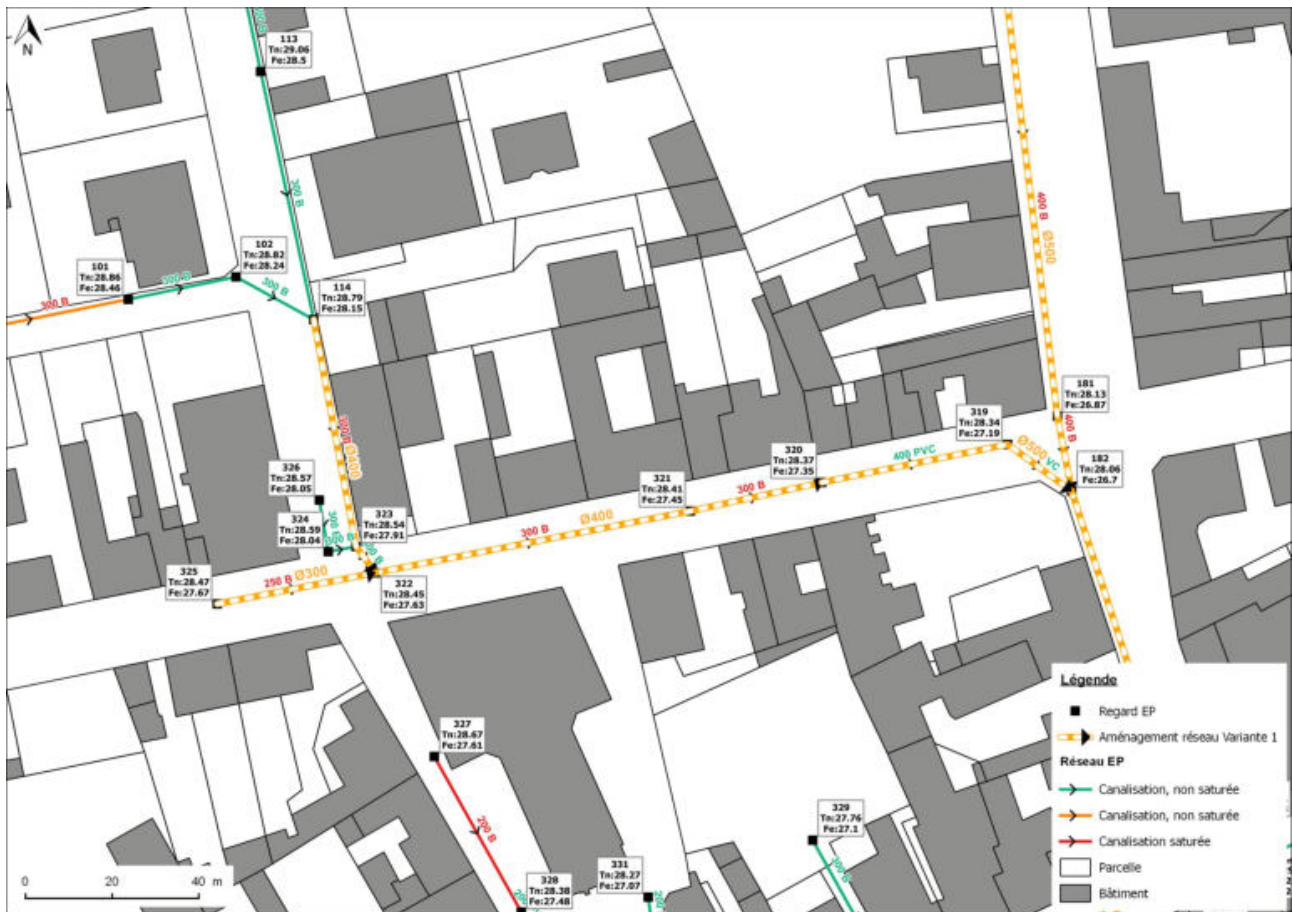 N
113
Tn:29.06
Fe:28.5
300 B
102
Tn:28.82
Fe:28.24
101
Tn:28.86
Fe:28.46
300 B
300 B
300 B
114
Tn:28.79
Fe:28.15
400 B
Ø500
181
Tn:28.13
Fe:26.87
400 B
319
Tn:28.34
Fe:27.19
Ø500
VC
182
Tn:28.06
Fe:26.7
320
Tn:28.37
Fe:27.35
400 PVC
321
Tn:28.41
Fe:27.45
300 B
300 B
Ø400
300 B
Ø400
326
Tn:28.57
Fe:28.05
324
Tn:28.59
Fe:28.04
300 B
323
Tn:28.54
Fe:27.91
325
Tn:28.47
Fe:27.67
250 B
Ø300
322
Tn:28.45
Fe:27.63
327
Tn:28.67
Fe:27.61
200 B
328
Tn:28.38
Fe:27.48
331
Tn:28.27
Fe:27.07
329
Tn:27.76
Fe:27.1
300 B
0 20 40 m
Légende
Regard EP
Aménagement réseau Variante 1
Réseau EP
Canalisation, non saturée
Canalisation, non saturée
Canalisation saturée
Parcelle
Bâtiment